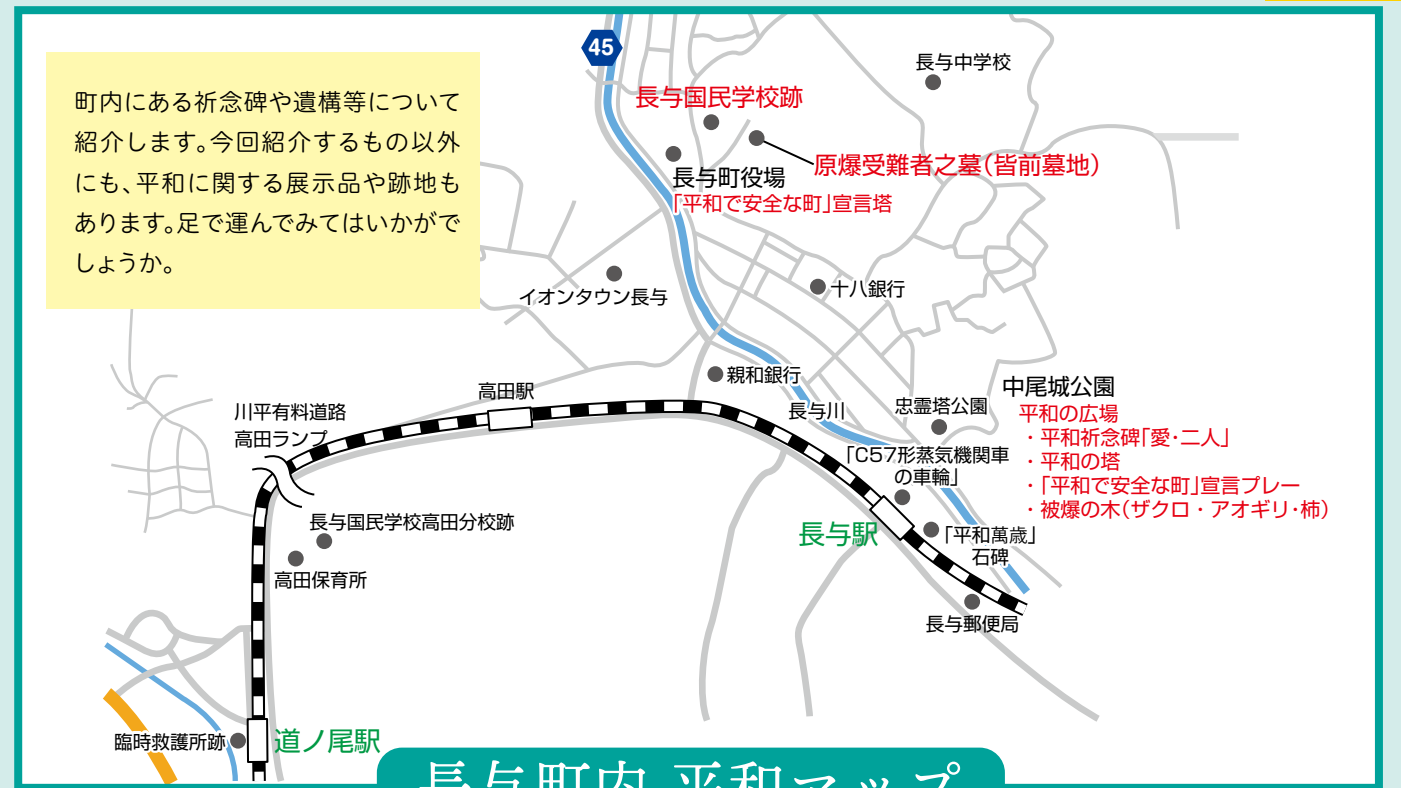 町内にある祈念碑や遺構等について
紹介します。今回紹介するもの以外
にも、平和に関する展示品や跡地も
あります。足で運んでみてはいかがで
しょうか。
45
長与中学校
長与国民学校跡
原爆受難者之墓(皆前墓地)
長与町役場
「平和で安全な町」宣言塔
イオンタウン長与
十八銀行
親和銀行
高田駅
川平有料道路
高田ランプ
長与川
忠霊塔公園
中尾城公園
平和の広場
・平和祈念碑「愛・二人」
・平和の塔
・「平和で安全な町」宣言プレー
・被爆の木(ザクロ・アオギリ・柿)
「C57形蒸気機関車
の車輪」
長与駅
「平和萬歳」
石碑
長与郵便局
長与国民学校高田分校跡
高田保育所
臨時救護所跡
道ノ尾駅
長与町内 平和マップ